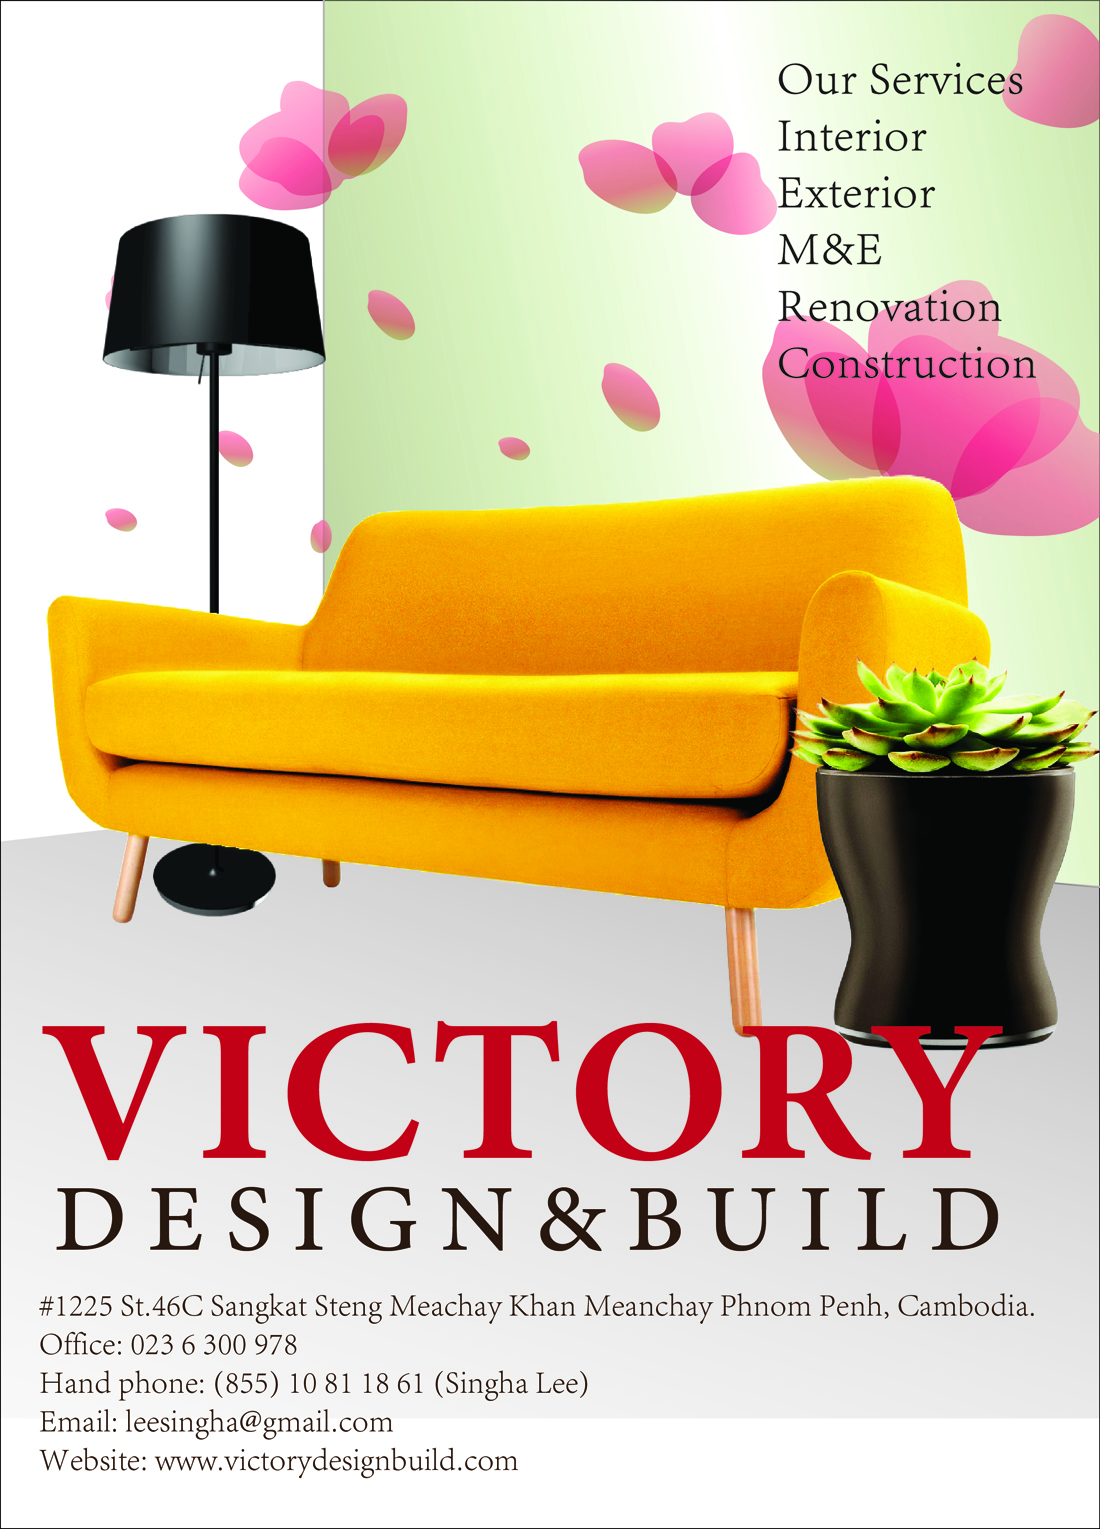 Our Services
Interior
Exterior
M&E
Renovation
Construction
VICTORY
DESIGN&BUILD
#1225 St.46C Sangkat Steng Meachay Khan Meanchay Phnom Penh, Cambodia.
Office: 023 6 300 978
Hand phone: (855) 10 81 18 61 (Singha Lee)
Email: leesingha@gmail.com
Website: www.victorydesignbuild.com